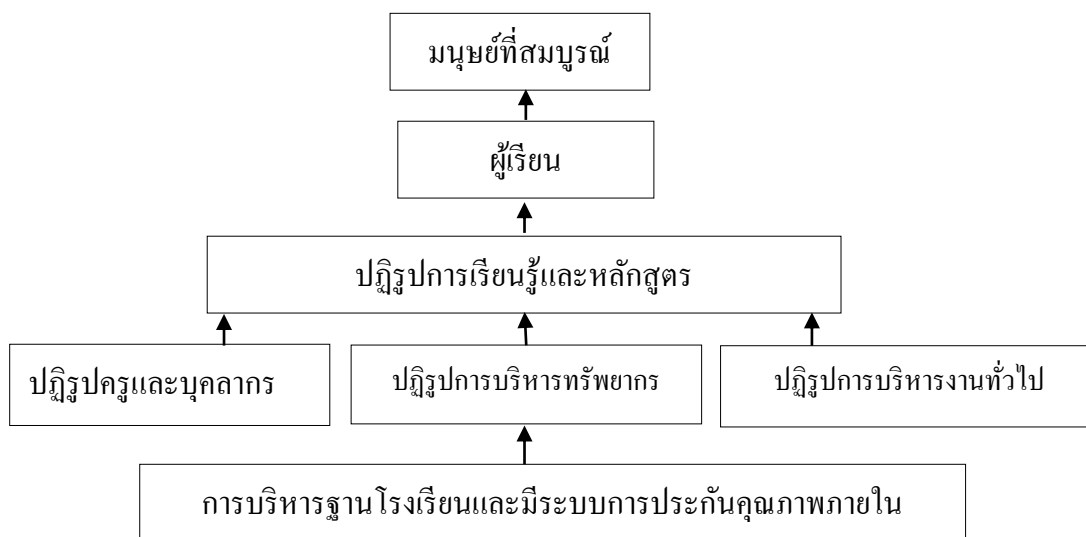 มนุษย์ที่สมบูรณ์
ผู้เรียน
ปฏิรูปการเรียนรู้และหลักสูตร
ปฏิรูปครูและบุคลากร
ปฏิรูปการบริหารทรัพยากร
ปฏิรูปการบริหารงานทั่วไป
การบริหารฐานโรงเรียนและมีระบบการประกันคุณภาพภายใน